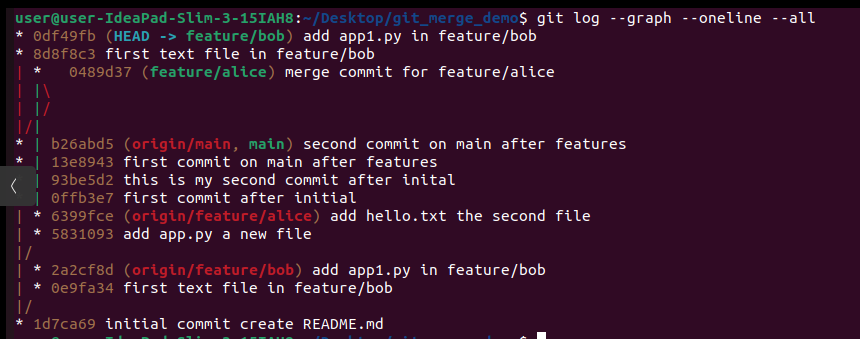 user@user-IdeaPad-Slim-3-15IAH8:~/Desktop/git_merge_demo$ git log --graph --oneline --all
* 0df49fb (HEAD -> feature/bob) add app1.py in feature/bob
* 8d8f8c3 first text file in feature/bob
| *   0489d37 (feature/alice) merge commit for feature/alice
| |\
| |/
|/|
* | b26abd5 (origin/main, main) second commit on main after features
* | 13e8943 first commit on main after features
| 93be5d2 this is my second commit after inital
| 0ffb3e7 first commit after initial
| * 6399fce (origin/feature/alice) add hello.txt the second file
| * 5831093 add app.py a new file
|/
| * 2a2cf8d (origin/feature/bob) add app1.py in feature/bob
| * 0e9fa34 first text file in feature/bob
|/
* 1d7ca69 initial commit create README.md